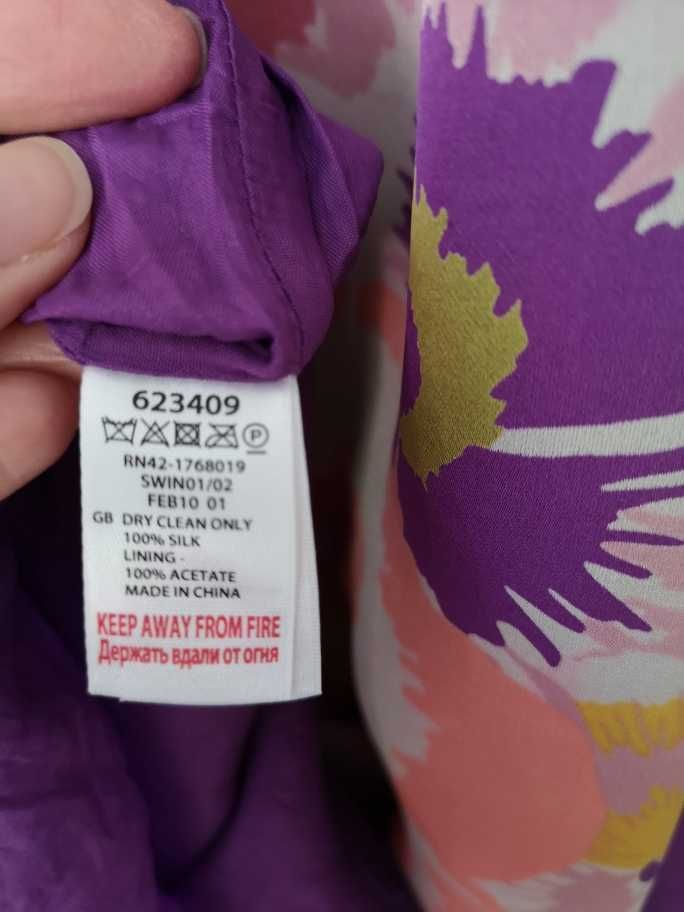 623409
P
RN42-1768019
SWIN01/02
FEB10 01
GB DRY CLEAN ONLY
100% SILK
LINING -
100% ACETATE
MADE IN CHINA
KEEP AWAY FROM FIRE
Держать вдали от огня